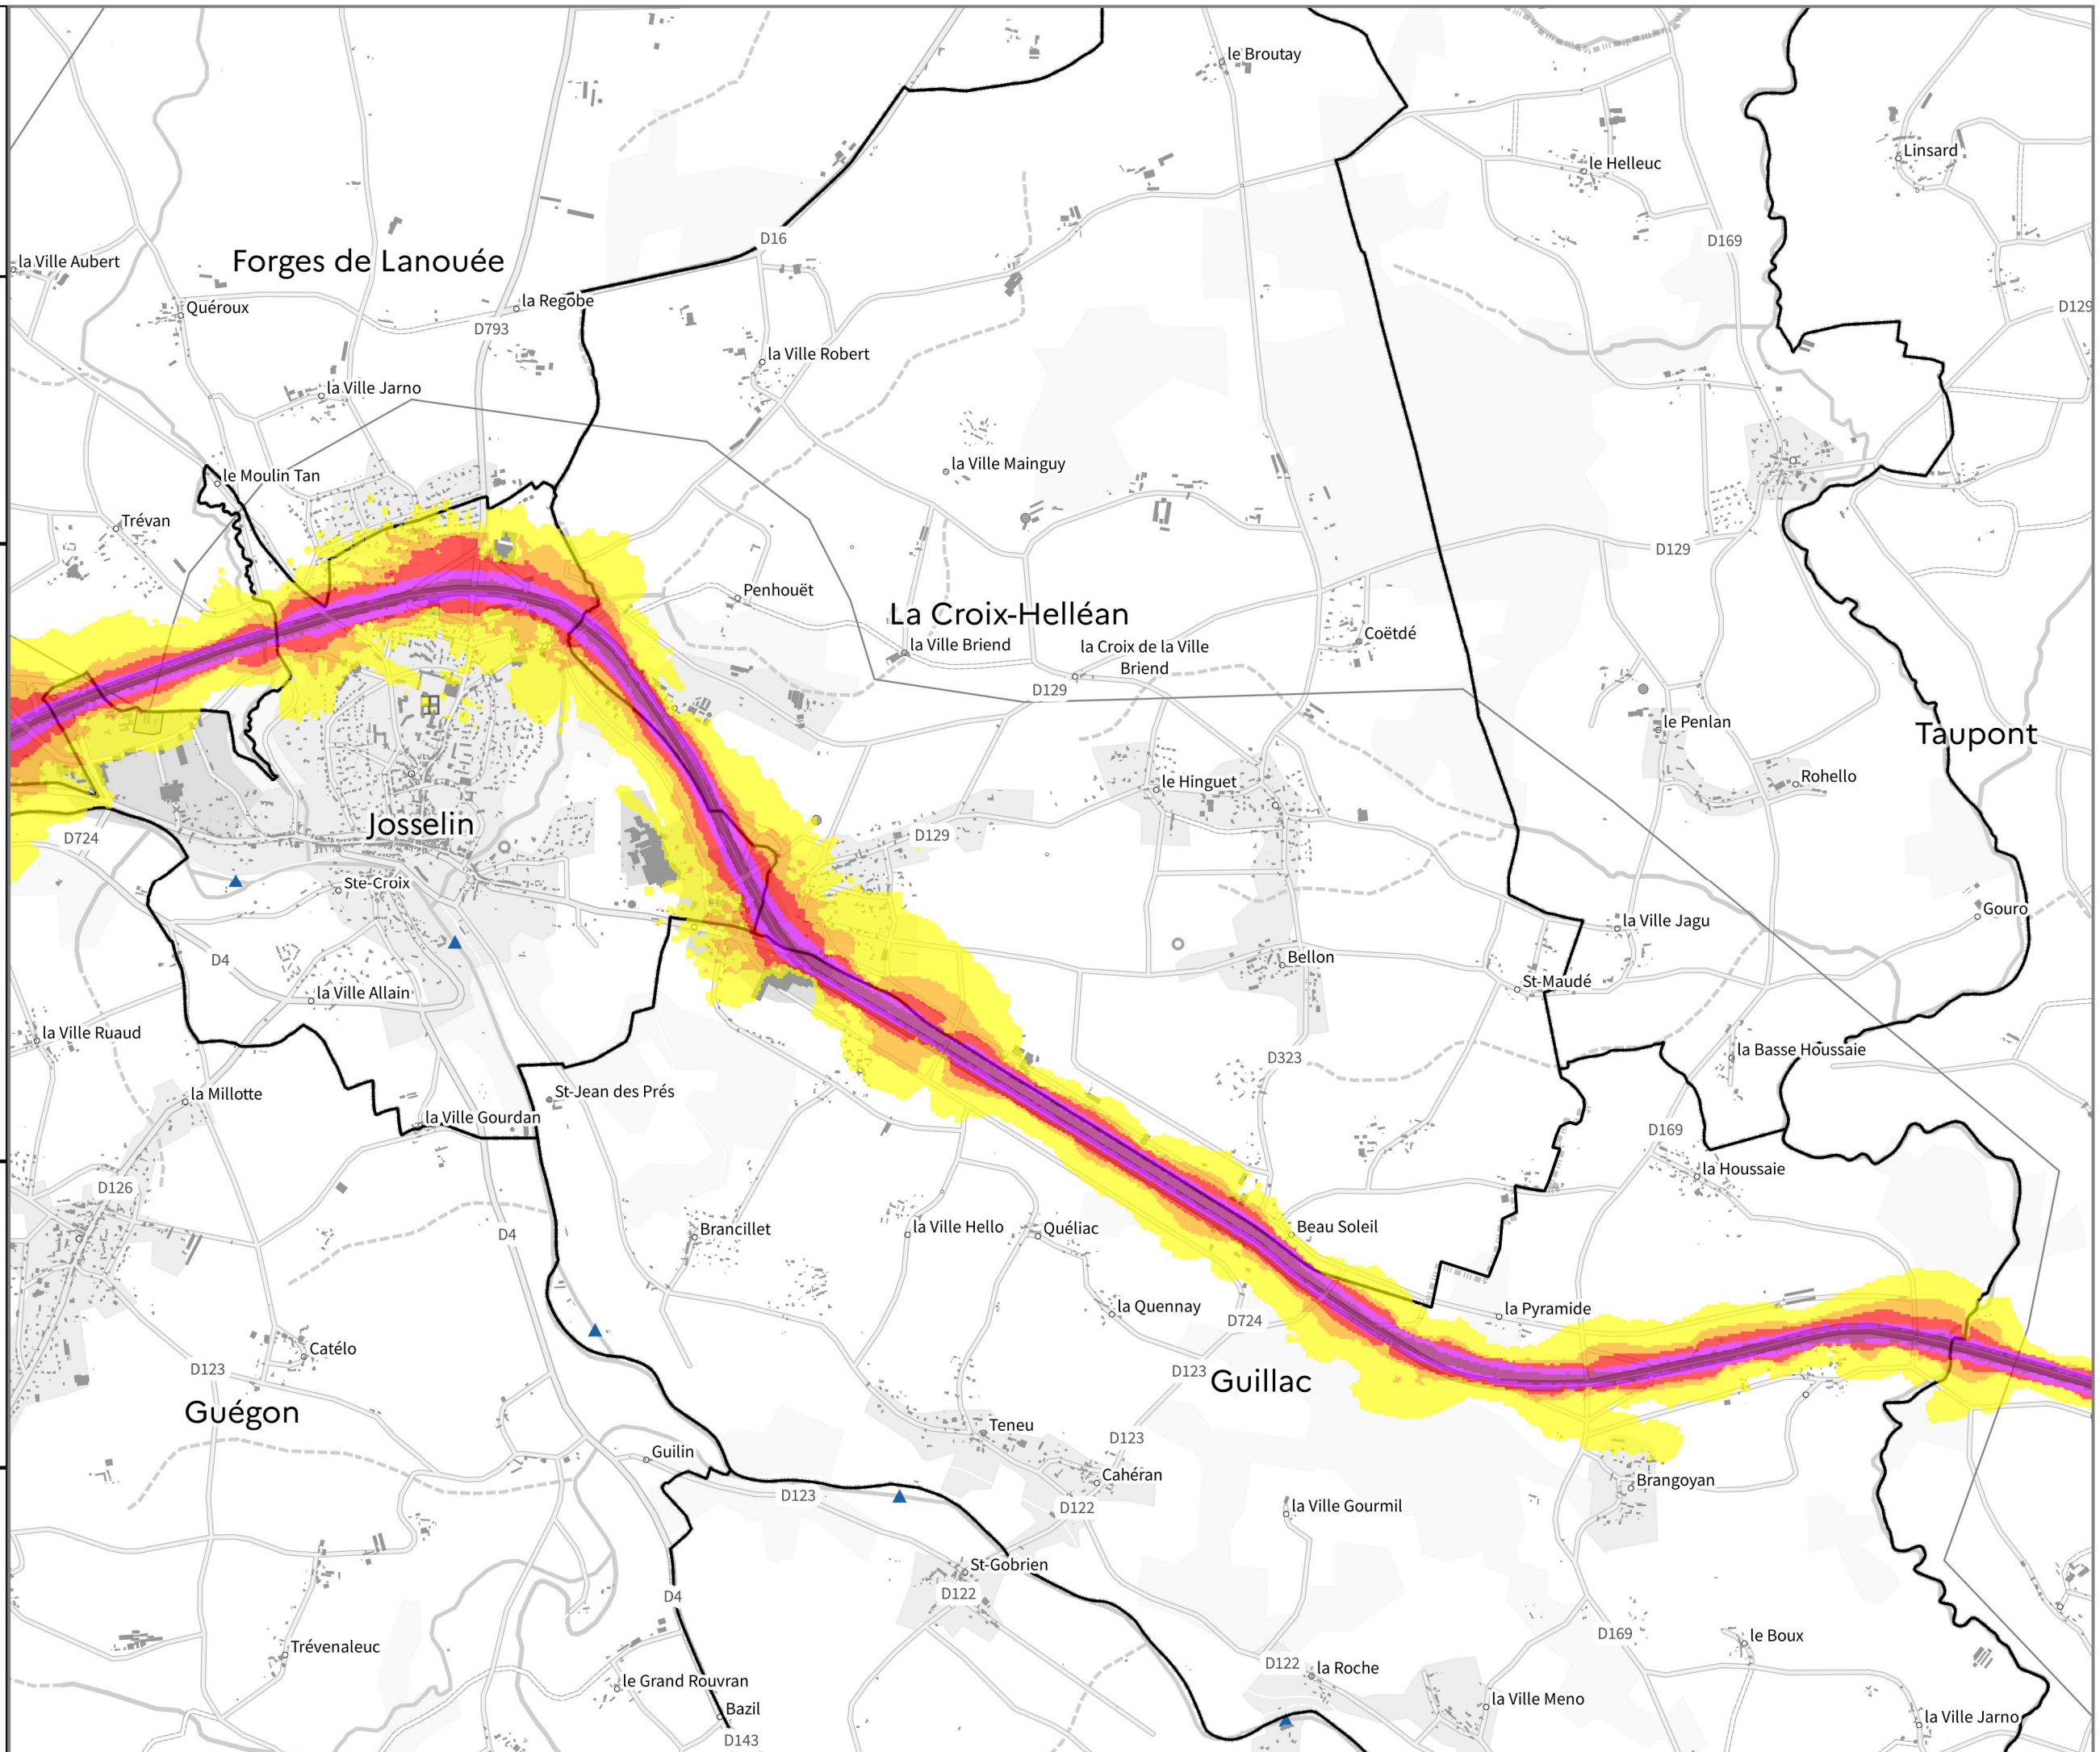 le Broutay
Linsard
le Helleuc
D16
D169
la Ville Aubert
Forges de Lanouée
Quéroux
la Regobe
D129
D793
la Ville Robert
la Ville Jarno
la Ville Mainguy
le Moulin Tan
Trévan
D129
Penhouët
La Croix-Helléan
Coëtdé
la Ville Briend
la Croix de la Ville
Briend
D129
le Penlan
Taupont
Rohello
le Hinguet
Josselin
D724
D129
Ste-Croix
Gouro
la Ville Jagu
D4
Bellon
St-Maudé
la Ville Allain
la Ville Ruaud
la Basse Houssaie
D323
la Millotte
St-Jean des Prés
la Ville Gourdan
D169
la Houssaie
D126
Brancillet
la Ville Hello
Quéliac
Beau Soleil
D4
la Quennay
la Pyramide
D724
Catélo
D123
D123
Guillac
Guégon
Teneu
D123
Guilin
Cahéran
Brangoyan
D123
D122
la Ville Gourmil
St-Gobrien
D122
D4
D169
le Boux
Trévenaleuc
D122
la Roche
le Grand Rouvran
la Ville Meno
Bazil
la Ville Jarno
D143